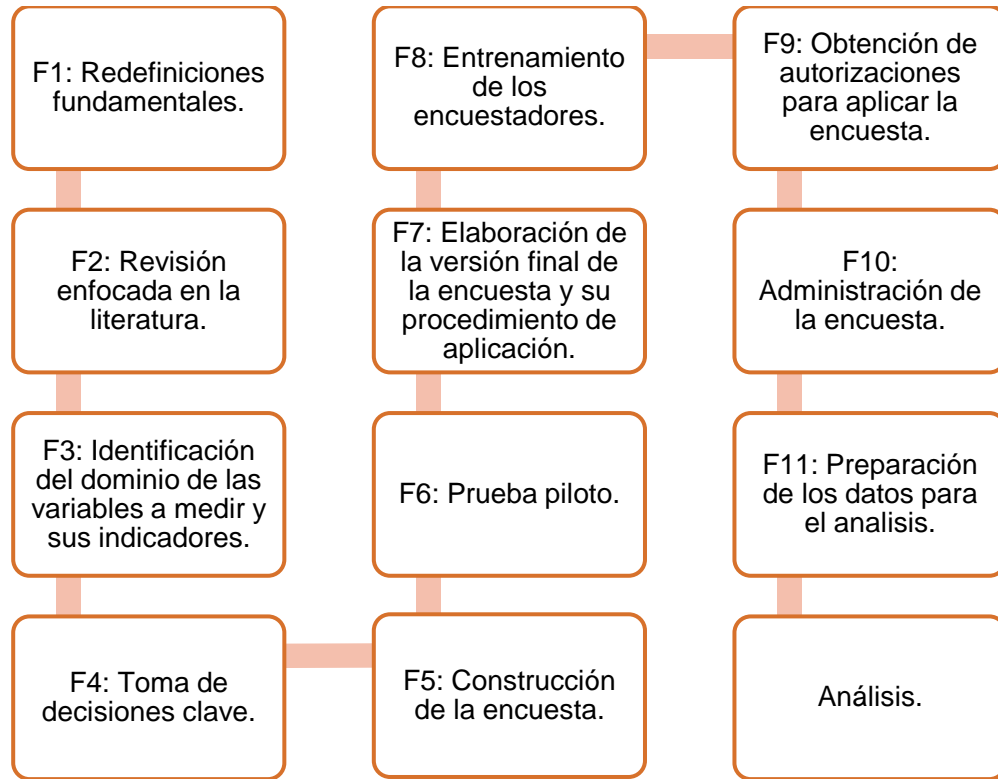 F1: Redefiniciones
fundamentales.
F2: Revisión
enfocada en la
literatura.
F3: Identificación
del dominio de las
variables a medir y
sus indicadores.
F4: Toma de
decisiones clave.
F5: Construcción
de la encuesta.
F6: Prueba piloto.
F7: Elaboración de
la versión final de
la encuesta y su
procedimiento de
aplicación.
F8: Entrenamiento
de los
encuestadores.
F9: Obtención de
autorizaciones
para aplicar la
encuesta.
F10:
Administración de
la encuesta.
F11: Preparación
de los datos para
el analisis.
Análisis.